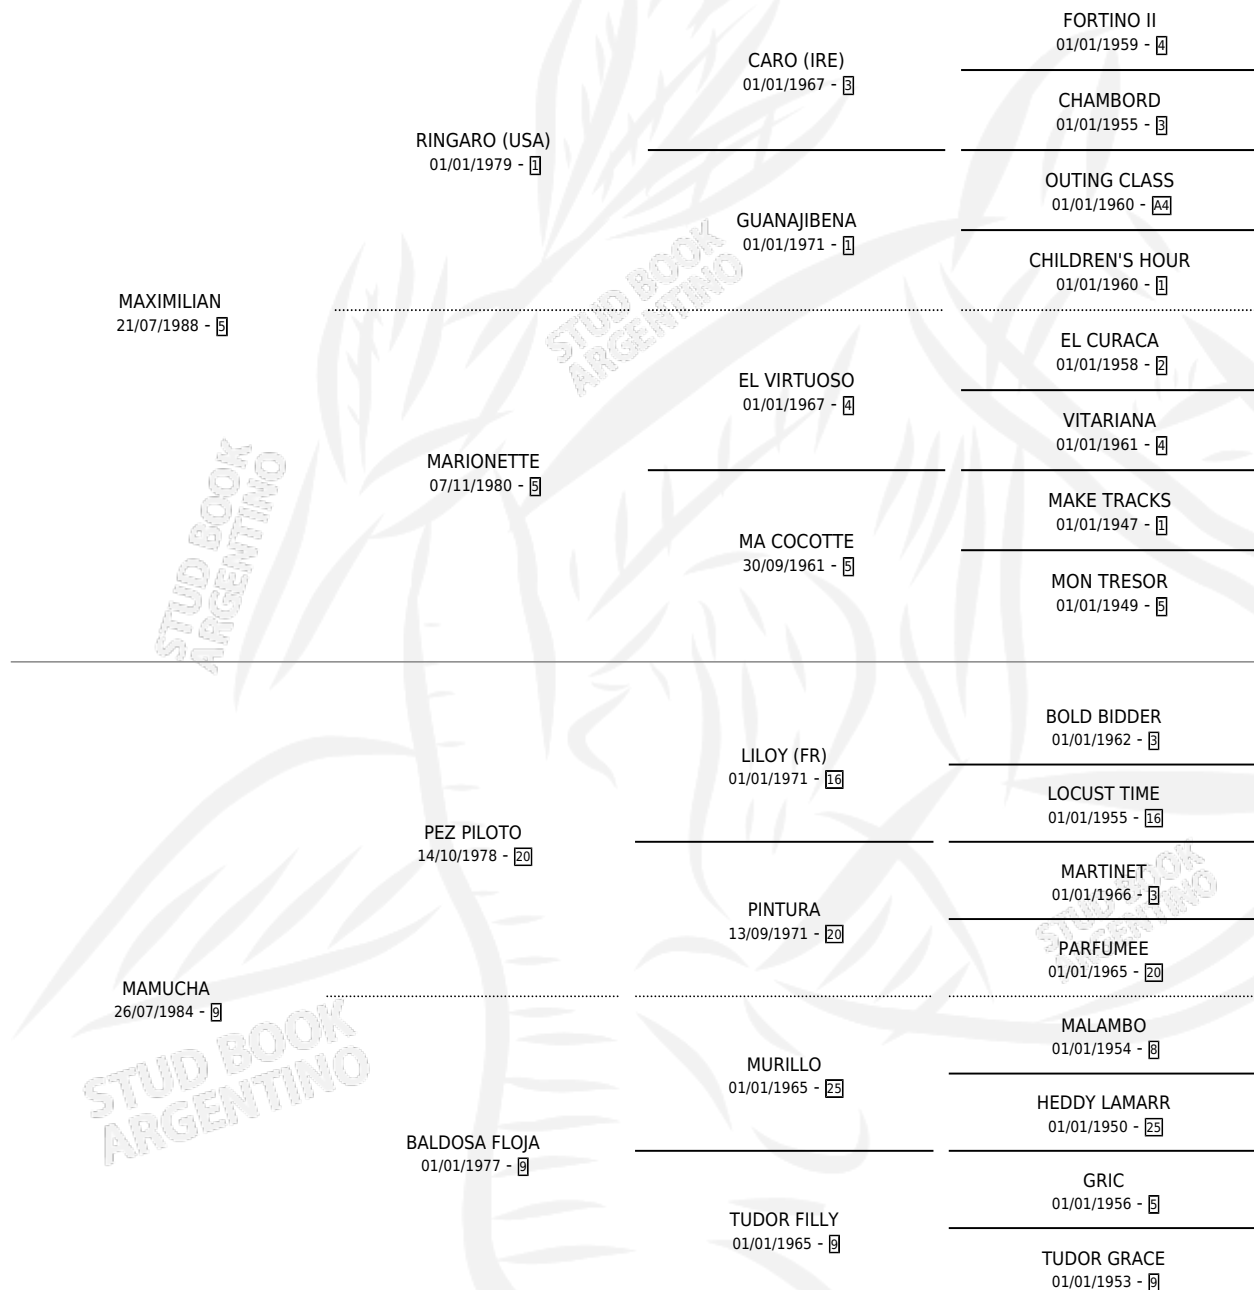 FORTINO II
01/01/1959 - 4
CARO (IRE)
01/01/1967 - 3
CHAMBORD
01/01/1955 - 3
RINGARO (USA)
01/01/1979 - 1
OUTING CLASS
01/01/1960 - A4
GUANAJIBENA
01/01/1971 - 1
CHILDREN'S HOUR
01/01/1960 - 1
MAXIMILIAN
21/07/1988 - 5
EL CURACA
01/01/1958 - 2
EL VIRTUOSO
01/01/1967 - 4
VITARIANA
01/01/1961 - 4
MARIONETTE
07/11/1980 - 5
MAKE TRACKS
01/01/1947 - 1
MA COCOTTE
30/09/1961 - 5
MON TRESOR
01/01/1949 - 5
BOLD BIDDER
01/01/1962 - 3
LILOY (FR)
01/01/1971 - 16
LOCUST TIME
01/01/1955 - 16
PEZ PILOTO
14/10/1978 - 20
MARTINET
01/01/1966 - 3
PINTURA
13/09/1971 - 20
PARFUMEE
01/01/1965 - 20
MAMUCHA
26/07/1984 - 9
MALAMBO
01/01/1954 - 8
MURILLO
01/01/1965 - 25
HEDDY LAMARR
01/01/1950 - 25
BALDOSA FLOJA
01/01/1977 - 9
GRIC
01/01/1956 - 5
TUDOR FILLY
01/01/1965 - 9
TUDOR GRACE
01/01/1953 - 9
STUD BOOK
ARGENTINO
STUD BOOK
ARGENTINO
STUD BOOK
ARGENTINO
STUD BOOK
ARGENTINO